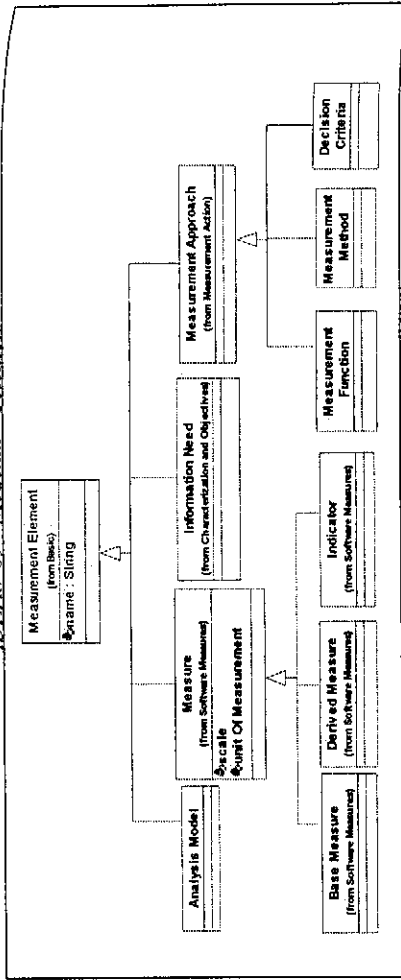 Measurement Element
(from Basic)
name : String
Analysis Model
Measure
(from Software Measures)
scale
unit Of Measurement
Information Need
(from Characterization and Objectives)
Measurement Approach
(from Measurement Action)
Base Measure
(from Software Measures)
Derived Measure
(from Software Measures)
Indicator
(from Software Measures)
Measurement
Function
Measurement
Method
Decision
Criteria